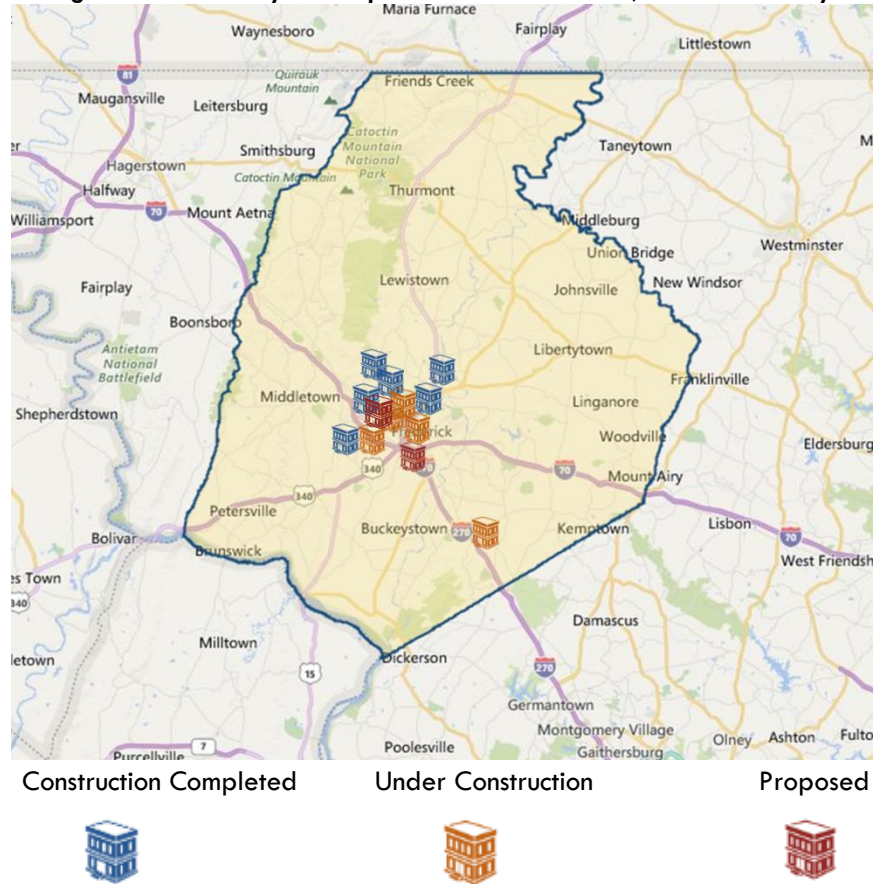 Maria Furnace
Waynesboro
Fairplay
Littlestown
81
Quirauk
Mountain
Friends Creek
Maugansville
Leitersburg
Catoctin
Mountain
National
Park
Taneytown
Smithsburg
Hagerstown
Catoctin Mountain
Halfway
Thurmont
70
Mount Aetna
Williamsport
Middleburg
Union Bridge
Westminster
Fairplay
Lewistown
Johnsville
New Windsor
Boonsboro
Antietam
National
Battlefield
Libertytown
Franklinville
Middletown
Linganore
Shepherdstown
Woodville
Eldersburg
340
70
Mount Airy
340
Petersville
Buckeystown
270
Kemptown
Lisbon
70
Bolivar
Brunswick
West Friendsh
es Town
340
Damascus
Milltown
letown
Dickerson
15
270
Germantown
Montgomery Village
Gaithersburg
Olney
Ashton
Fulto
7
Purcellville
Poolesville
Construction Completed
Under Construction
Proposed